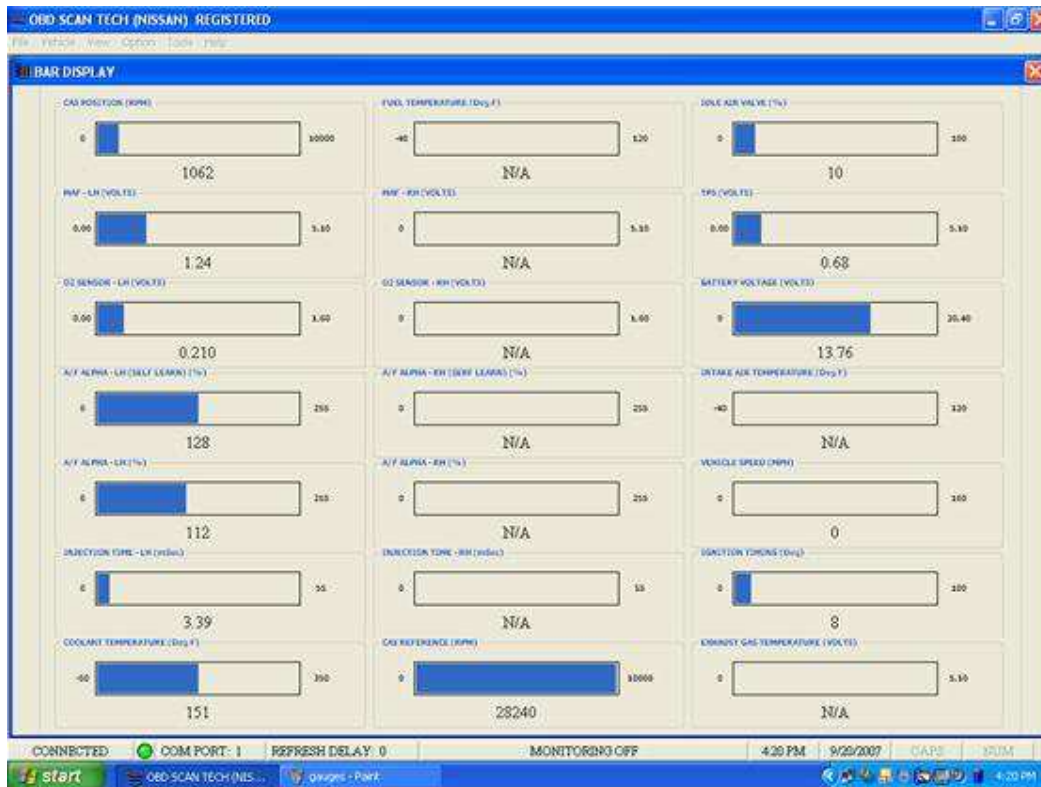 OBD SCAN TECH (NISSAN) REGISTERED
File Vehicle View Option Tools Help
BAR DISPLAY
CAS POSITION (RPM) FUEL TEMPERATURE (Deg.F) IDLE AIR VALVE (%)
0 10000 -40 120 0 100
1062 N/A 10
MAF - LH (VOLTS) MAF - RH (VOLTS) TPS (VOLTS)
0.00 5.10 0 5.10 0.00 5.10
1.24 N/A 0.68
O2 SENSOR - LH (VOLTS) O2 SENSOR - RH (VOLTS) BATTERY VOLTAGE (VOLTS)
0.00 1.60 0 1.60 0 20.40
0.210 N/A 13.76
A/F ALPHA - LH (SELF LEARN) (%) A/F ALPHA - RH (SELF LEARN) (%) INTAKE AIR TEMPERATURE (Deg.F)
0 255 0 255 -40 120
128 N/A N/A
A/F ALPHA - LH (%) A/F ALPHA - RH (%) VEHICLE SPEED (MPH)
0 255 0 255 0 160
112 N/A 0
INJECTION TIME - LH (mSec) INJECTION TIME - RH (mSec) IGNITION TIMING (Deg)
0 55 0 55 0 100
3.39 N/A 8
COOLANT TEMPERATURE (Deg.F) CAS REFERENCE (RPM) EXHAUST GAS TEMPERATURE (VOLTS)
350 0 10000 0 5.10
151 28240 N/A
CONNECTED COM PORT: 1 REFRESH DELAY: 0 MONITORING OFF 4:20 PM 9/20/2007 CAPS NUM
start OBD SCAN TECH (NIS... gauges - Paint 4:20 PM